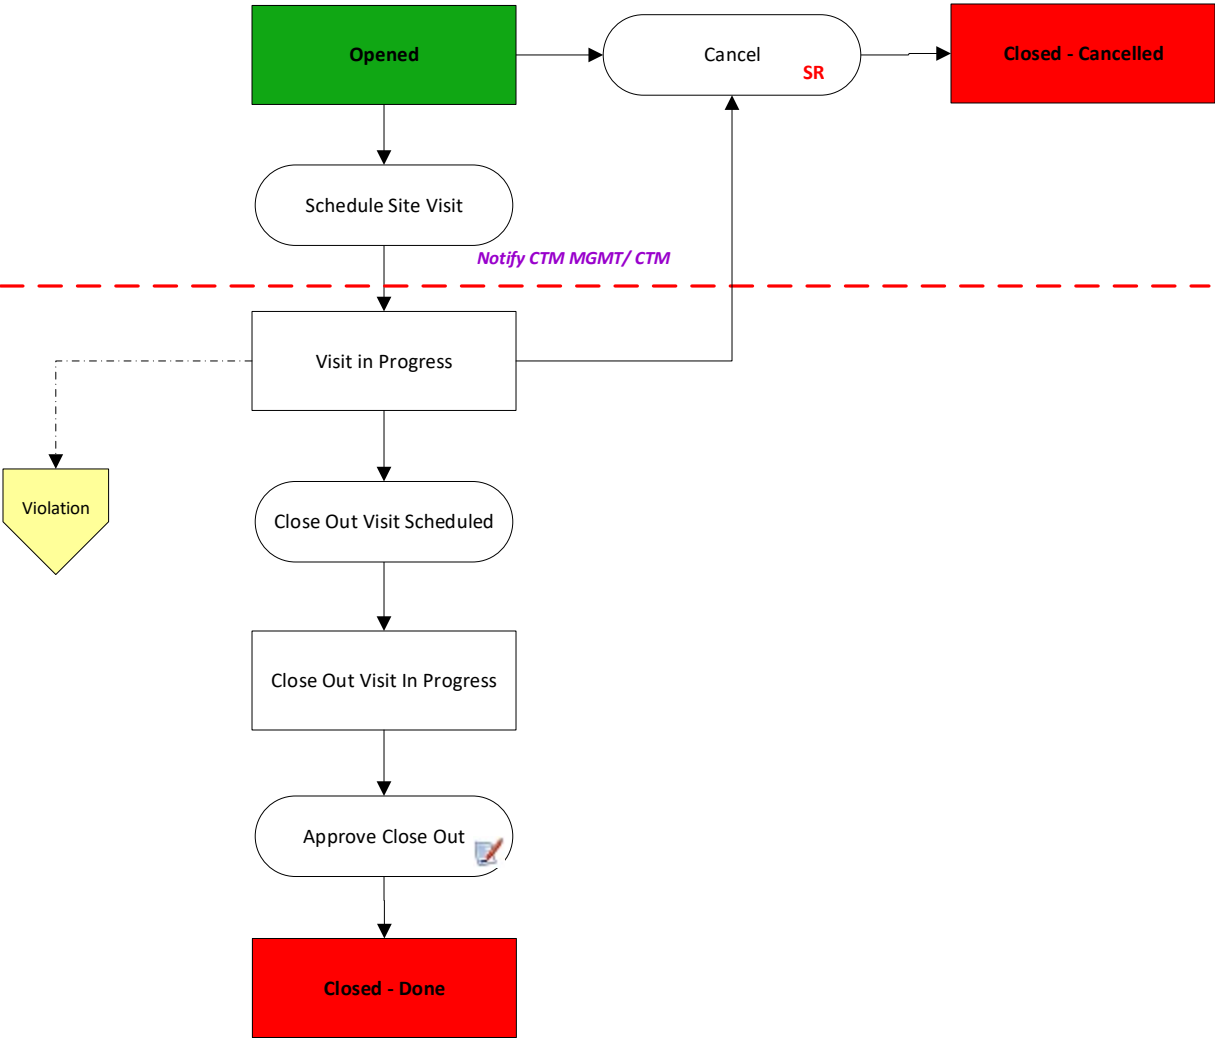 Opened
Cancel
SR
Closed - Cancelled
Schedule Site Visit
Notify CTM MGMT/ CTM
Visit in Progress
Violation
Close Out Visit Scheduled
Close Out Visit In Progress
Approve Close Out
Closed - Done